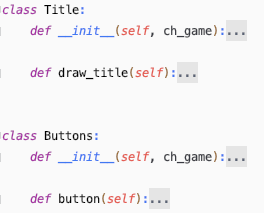 class Title:
    def __init__(self, ch_game):...
    def draw_title(self):...
class Buttons:
    def __init__(self, ch_game):...
    def button(self):...